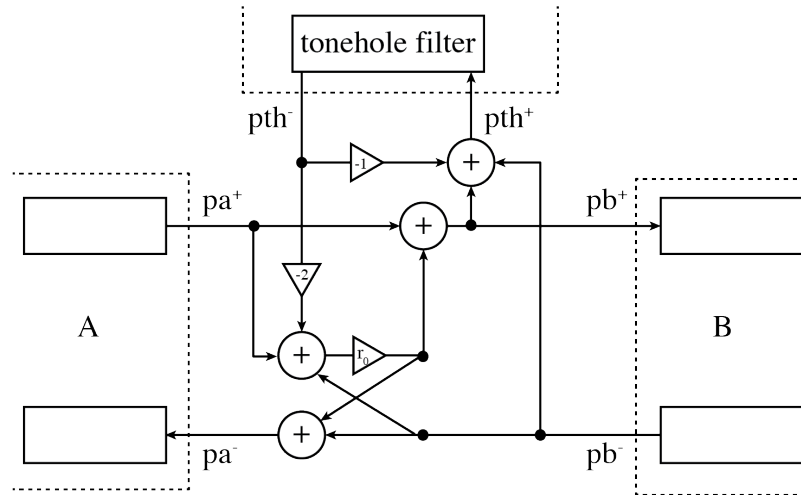 tonehole filter
pth⁻
pth⁺
-1
+
pa⁺
+
pb⁺
-2
A
+
r₀
B
+
pa⁻
pb⁻